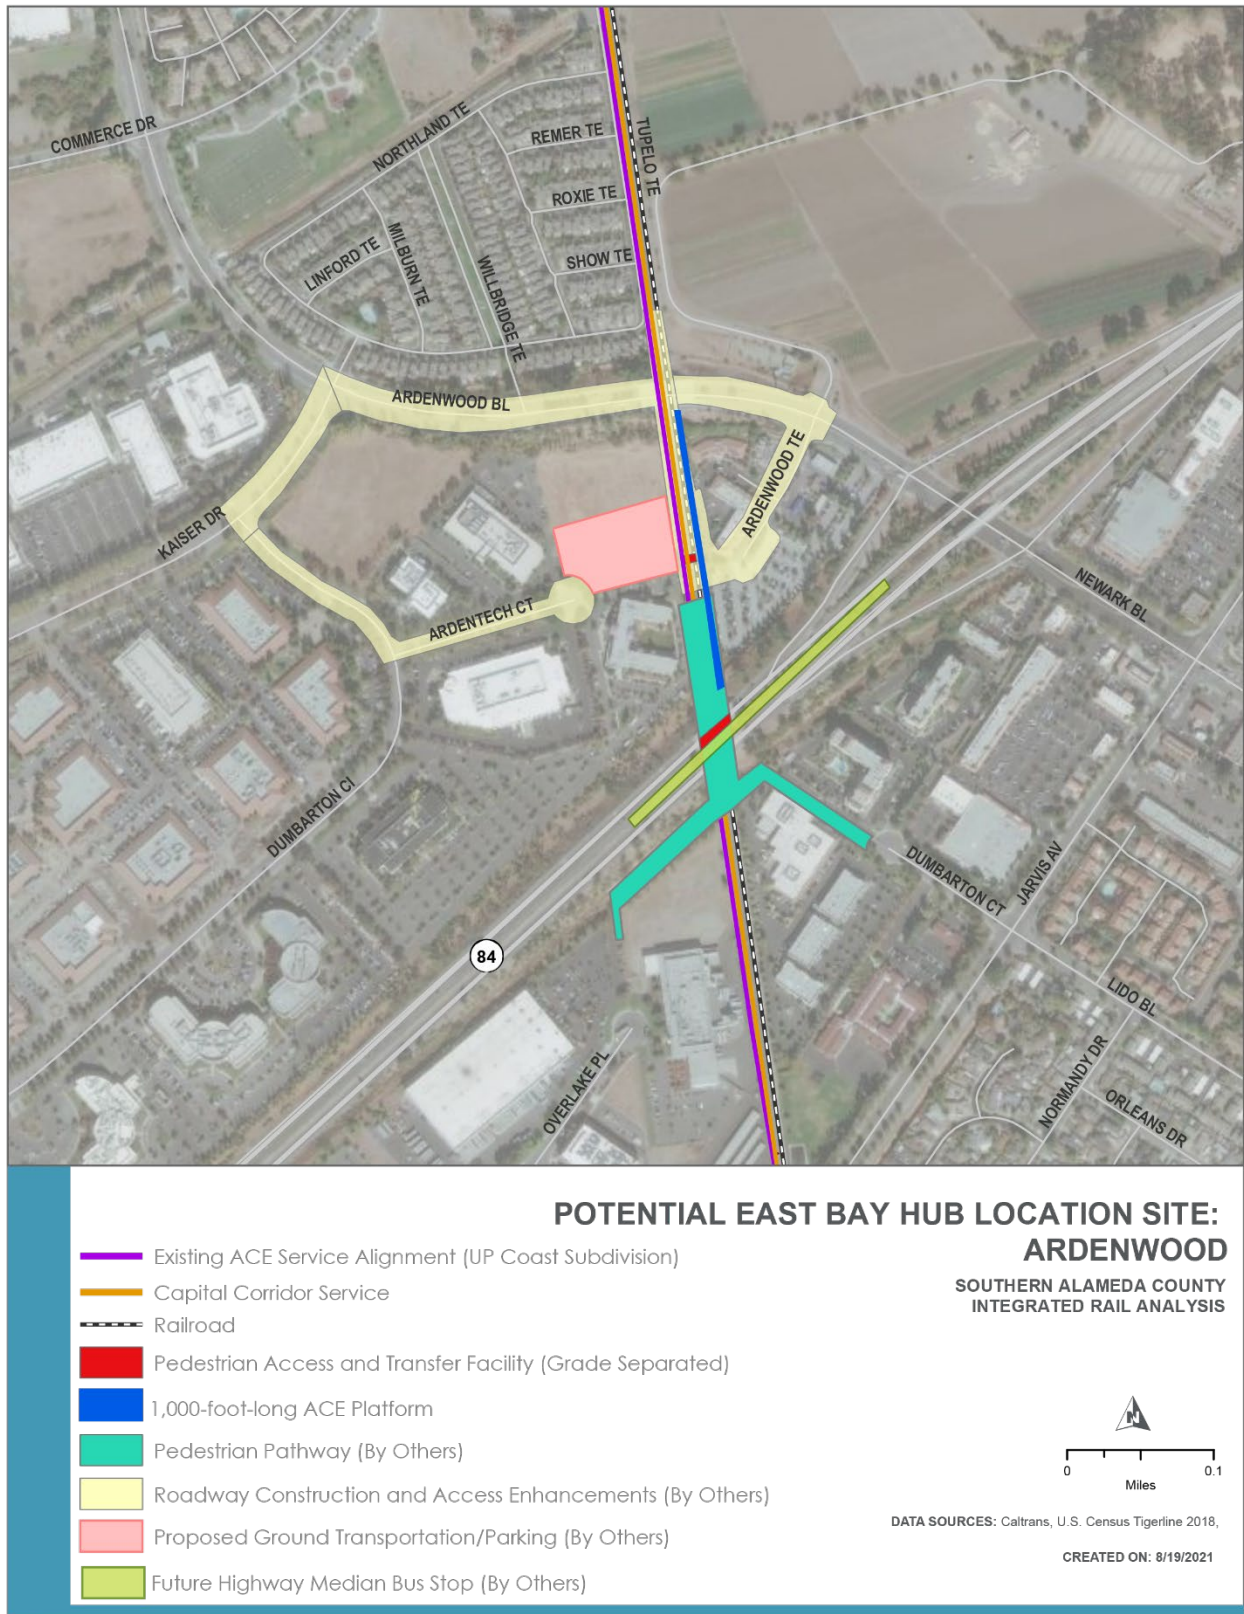 COMMERCE DR
NORTHLAND TE
REMER TE
TUPELO TE
ROXIE TE
LINFORD TE
MILBURN TE
WILLBRIDGE TE
SHOW TE
ARDENWOOD BL
ARDENWOOD TE
KAISER DR
ARDENTECH CT
NEWARK BL
DUMBARTON CI
DUMBARTON CT
JARVIS AV
84
LIDO BL
OVERLAKE PL
NORMANDY DR
ORLEANS DR
POTENTIAL EAST BAY HUB LOCATION SITE:
ARDENWOOD
SOUTHERN ALAMEDA COUNTY
INTEGRATED RAIL ANALYSIS
Existing ACE Service Alignment (UP Coast Subdivision)
Capital Corridor Service
Railroad
Pedestrian Access and Transfer Facility (Grade Separated)
1,000-foot-long ACE Platform
Pedestrian Pathway (By Others)
Roadway Construction and Access Enhancements (By Others)
Proposed Ground Transportation/Parking (By Others)
Future Highway Median Bus Stop (By Others)
N
0 0.1
Miles
DATA SOURCES: Caltrans, U.S. Census Tigerline 2018,
CREATED ON: 8/19/2021